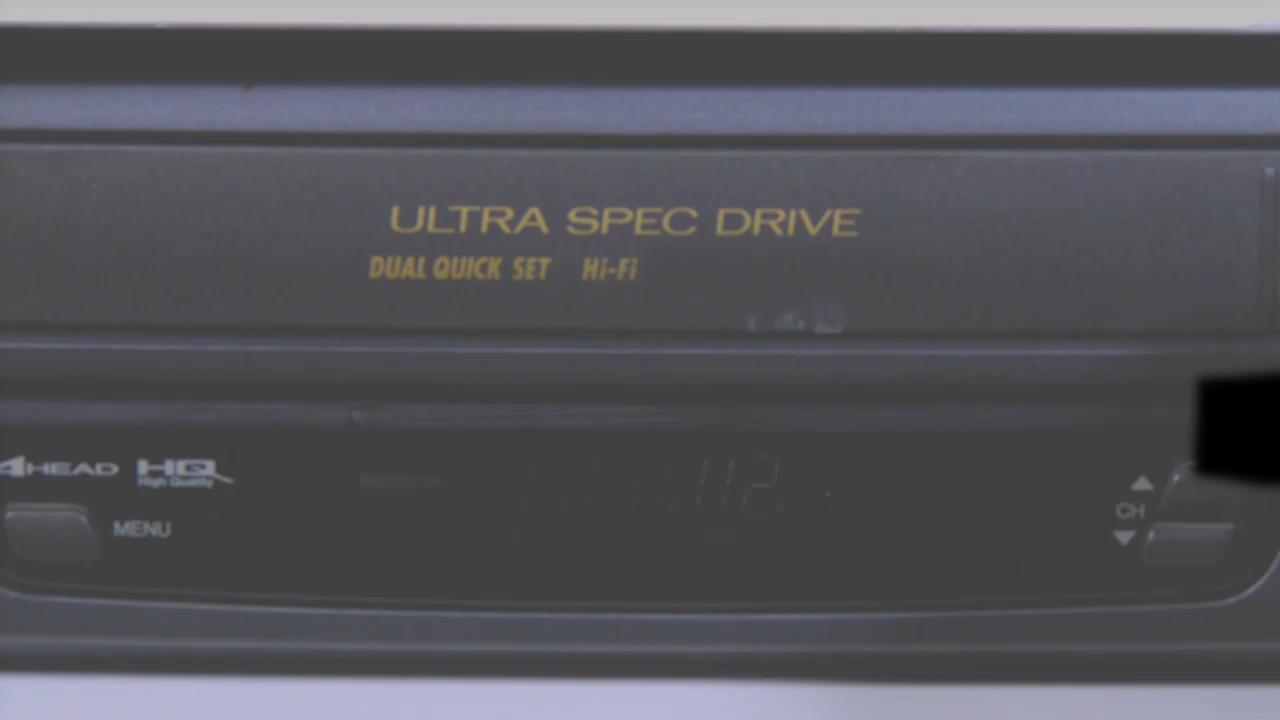 ULTRA SPEC DRIVE
DUAL QUICK SET Hi-Fi
4HEAD HQ
High Quality
MENU
CH